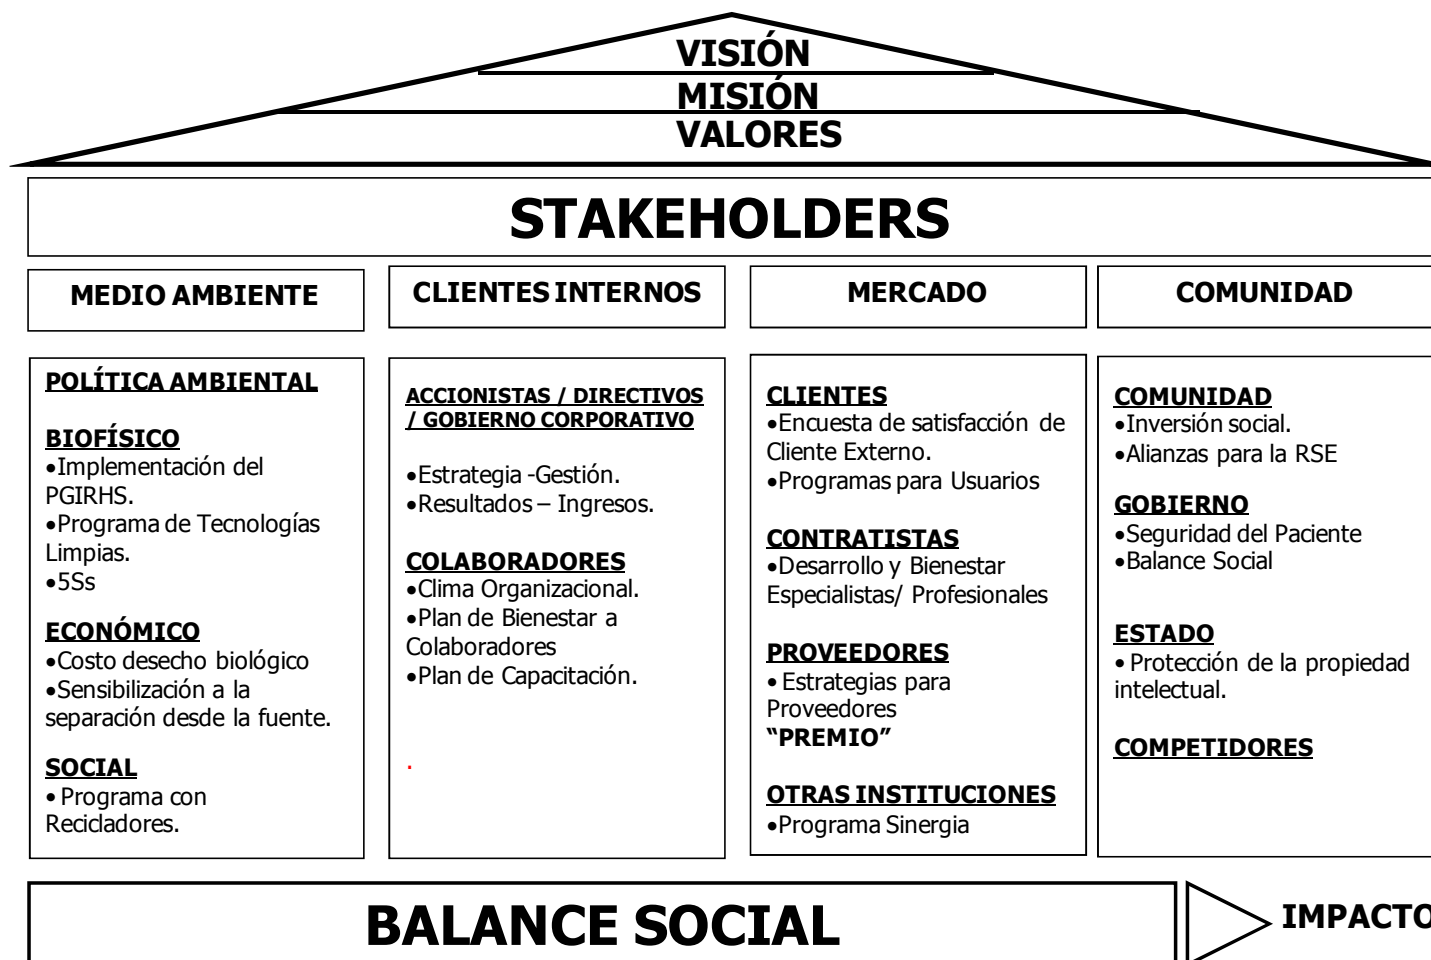 VISIÓN
MISIÓN
VALORES
STAKEHOLDERS
MEDIO AMBIENTE
CLIENTES INTERNOS
MERCADO
COMUNIDAD
POLÍTICA AMBIENTAL
BIOFÍSICO
•Implementación del
PGIRHS.
•Programa de Tecnologías
Limpias.
•5Ss
ECONÓMICO
•Costo desecho biológico
•Sensibilización a la
separación desde la fuente.
SOCIAL
• Programa con
Recicladores.
ACCIONISTAS / DIRECTIVOS
/ GOBIERNO CORPORATIVO
•Estrategia -Gestión.
•Resultados – Ingresos.
COLABORADORES
•Clima Organizacional.
•Plan de Bienestar a
Colaboradores
•Plan de Capacitación.
.
CLIENTES
•Encuesta de satisfacción de
Cliente Externo.
•Programas para Usuarios
CONTRATISTAS
•Desarrollo y Bienestar
Especialistas/ Profesionales
PROVEEDORES
• Estrategias para
Proveedores
“PREMIO”
OTRAS INSTITUCIONES
•Programa Sinergia
COMUNIDAD
•Inversión social.
•Alianzas para la RSE
GOBIERNO
•Seguridad del Paciente
•Balance Social
ESTADO
• Protección de la propiedad
intelectual.
COMPETIDORES
BALANCE SOCIAL
IMPACTO